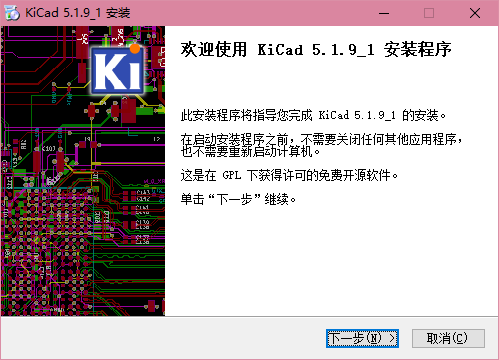 KiCad 5.1.9_1 安装
Ki
欢迎使用 KiCad 5.1.9_1 安装程序
此安装程序将指导您完成 KiCad 5.1.9_1 的安装。
在启动安装程序之前，不需要关闭任何其他应用程序，
也不需要重新启动计算机。
这是在 GPL 下获得许可的免费开源软件。
单击“下一步”继续。
下一步(N) >
取消(C)